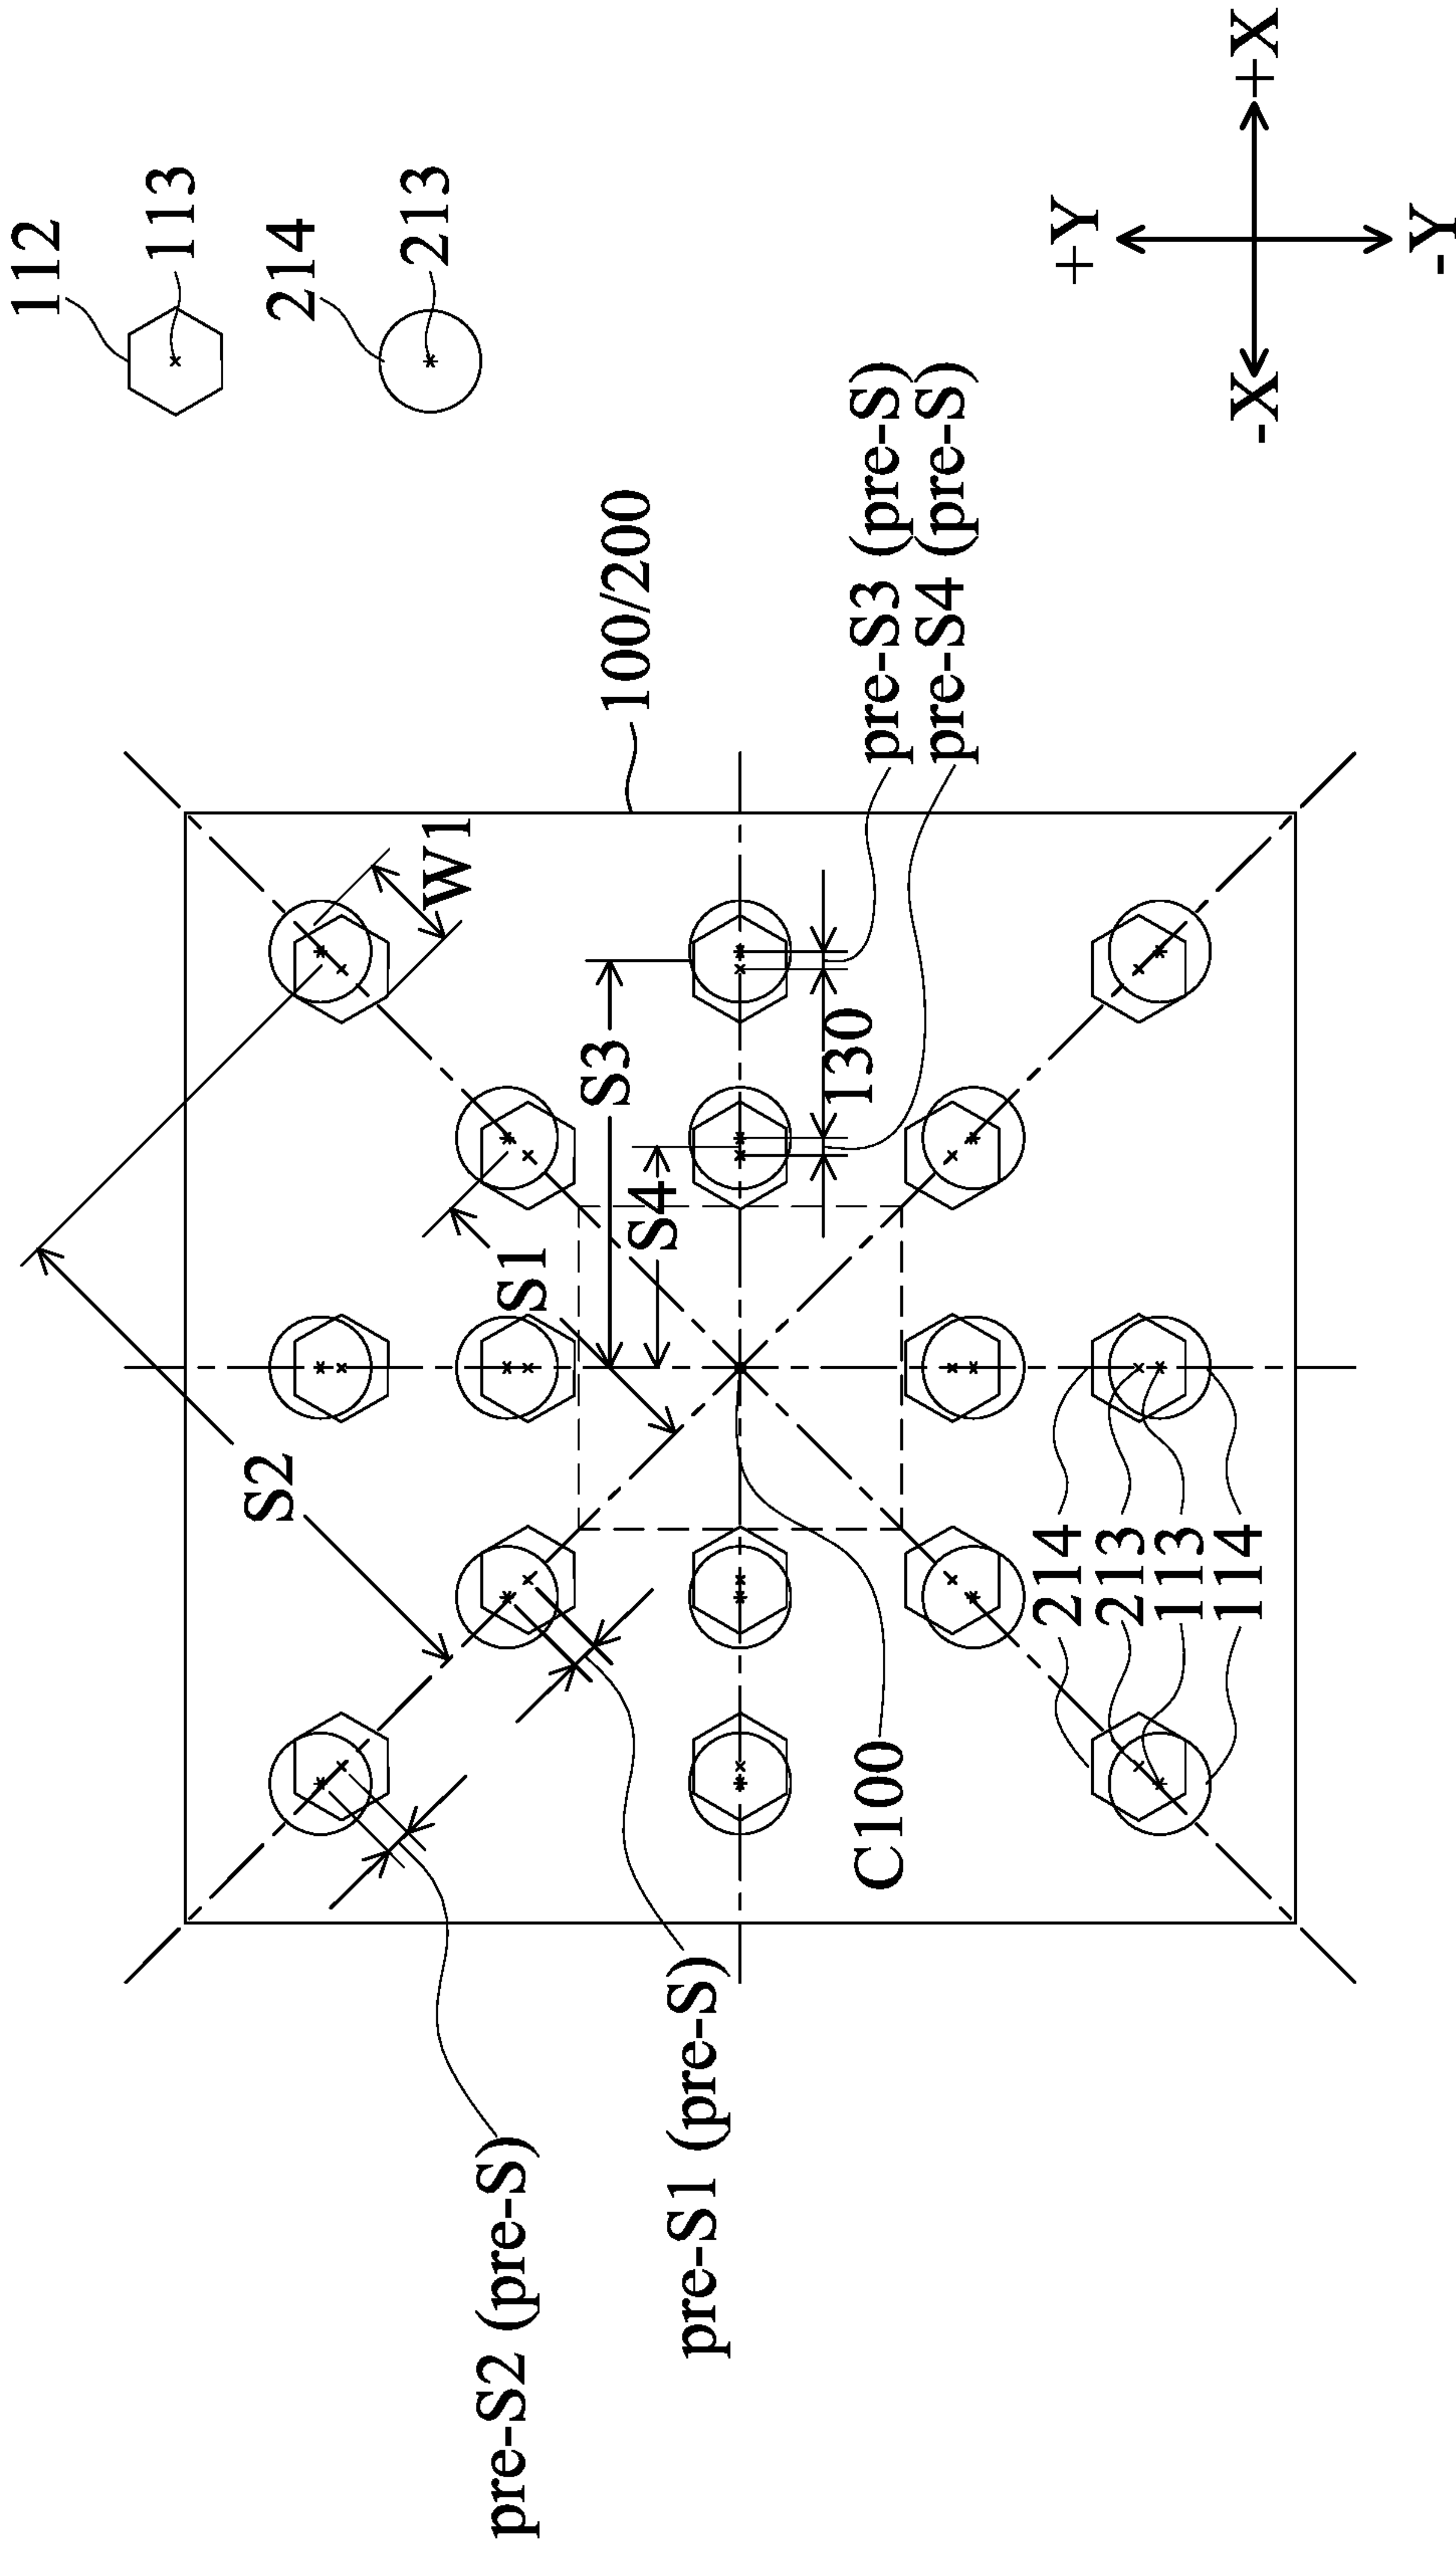 112
113
214
213
+Y
-X
+X
-Y
100/200
W1
S3
S4
S1
S2
130
pre-S3 (pre-S)
pre-S4 (pre-S)
214
213
113
114
C100
pre-S2 (pre-S)
pre-S1 (pre-S)